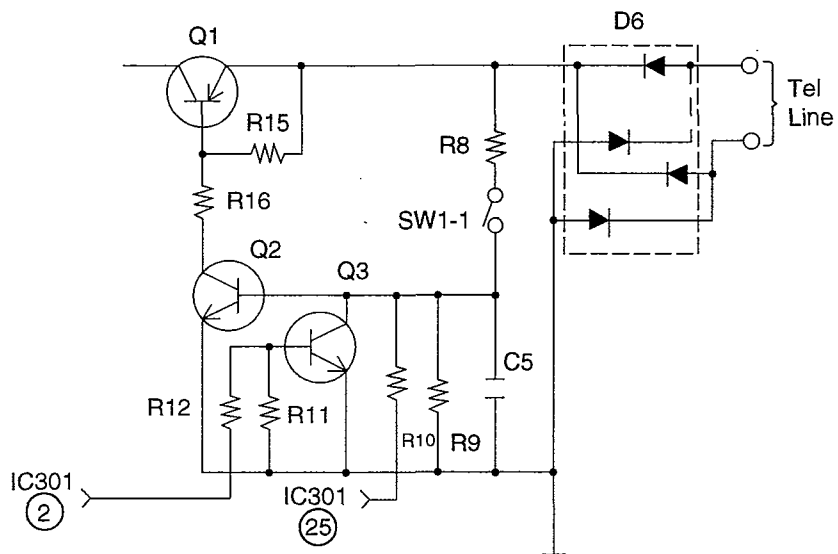 D6
Q1
Tel
Line
R15
R8
R16
SW1-1
Q2
Q3
C5
R12
R11
R10
R9
IC301
2
IC301
25